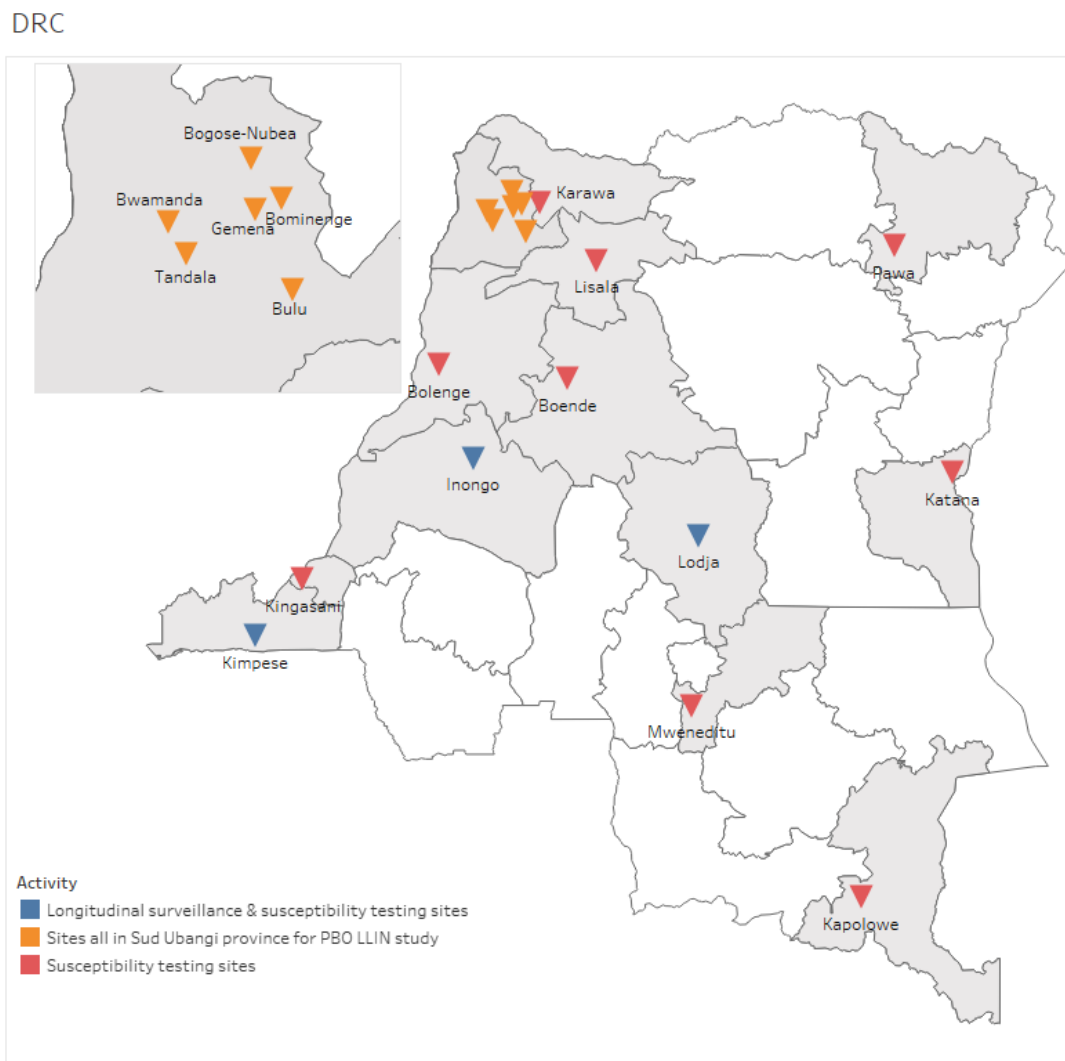 DRC
Bogose-Nubea
Bwamanda
Bominenge
Gemena
Tandala
Bulu
Karawa
Pawa
Lisala
Bolenge
Boende
Inongo
Katana
Lodja
Kingasani
Kimpese
Mweneditu
Kapolowe
Activity
Longitudinal surveillance & susceptibility testing sites
Sites all in Sud Ubangi province for PBO LLIN study
Susceptibility testing sites